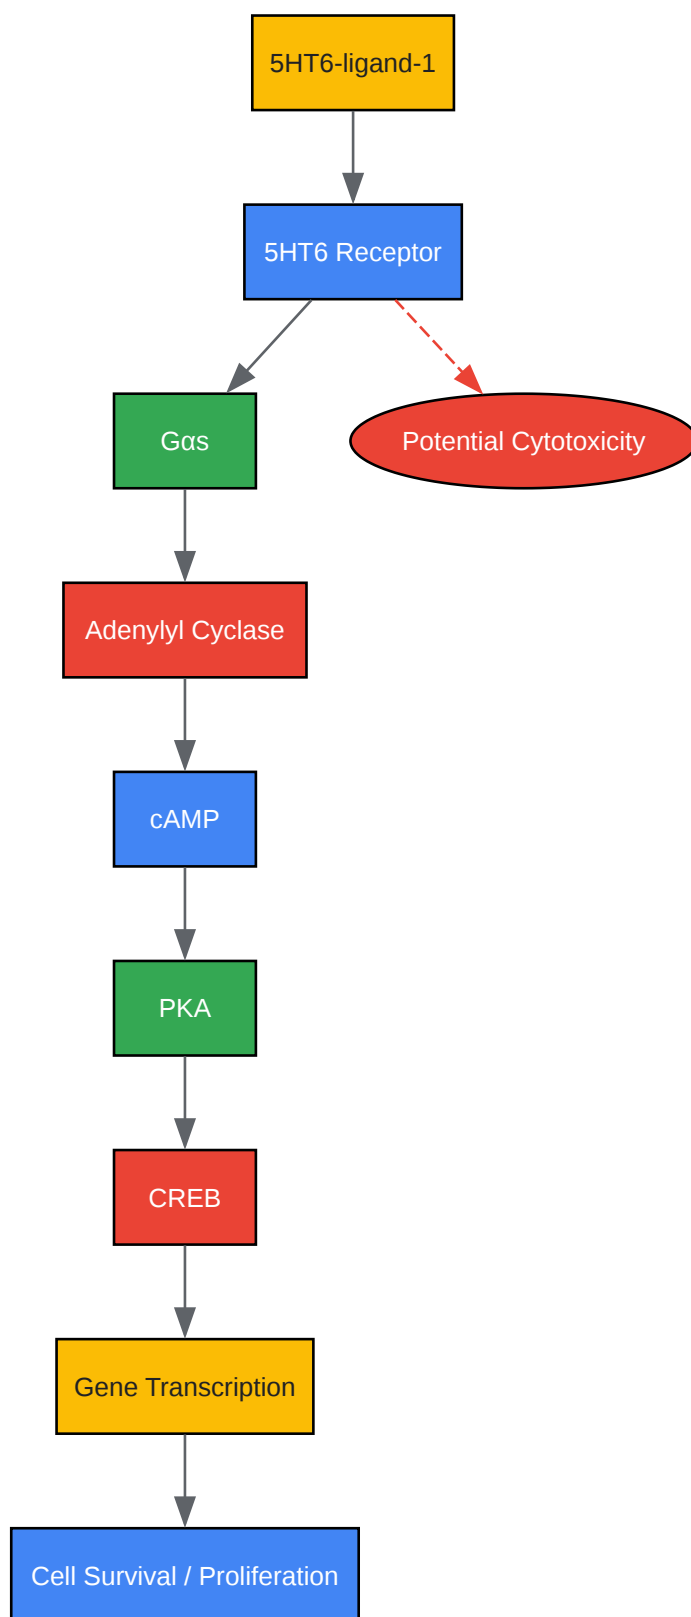 5HT6-ligand-1
5HT6 Receptor
Gαs
Potential Cytotoxicity
Adenylyl Cyclase
cAMP
PKA
CREB
Gene Transcription
Cell Survival / Proliferation